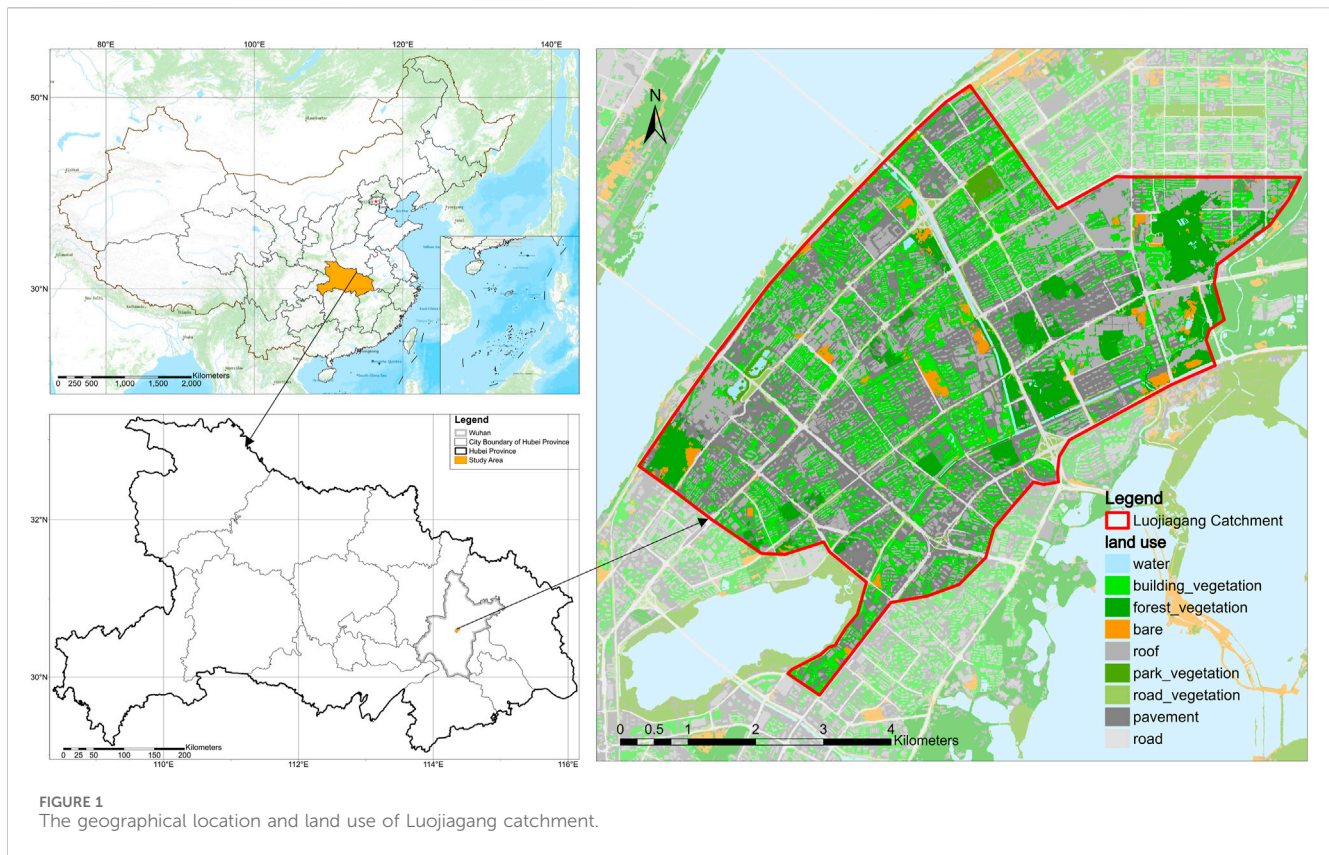 80°E 100°E 120°E 140°E
50°N
30°N
0 250 500 1,000 1,500 2,000
Kilometers
Legend
Wuhan
City Boundary of Hubei Province
Hubei Province
Study Area
32°N
30°N
0 25 50 100 150 200
Kilometers
110°E 112°E 114°E 116°E
N
Legend
Luojiagang Catchment
land use
water
building_vegetation
forest_vegetation
bare
roof
park_vegetation
road_vegetation
pavement
road
0 0.5 1 2 3 4
Kilometers
FIGURE 1
The geographical location and land use of Luojiagang catchment.